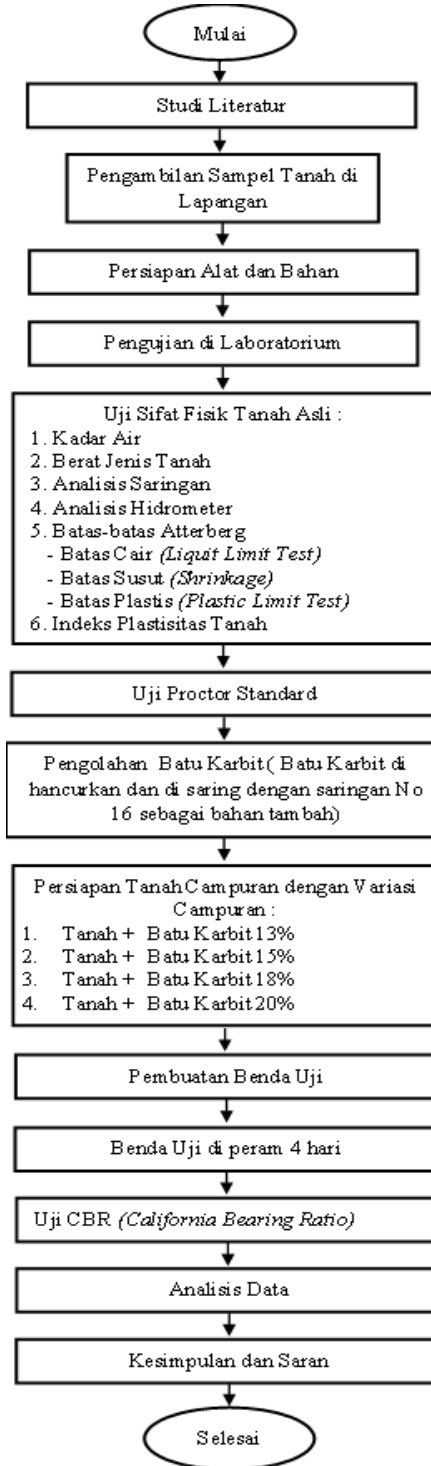 Mulai
Studi Literatur
Pengambilan Sampel Tanah di
Lapangan
Persiapan Alat dan Bahan
Pengujian di Laboratorium
Uji Sifat Fisik Tanah Asli :
1. Kadar Air
2. Berat Jenis Tanah
3. Analisis Saringan
4. Analisis Hidrometer
5. Batas-batas Atterberg
- Batas Cair (Liquit Limit Test)
- Batas Susut (Shrinkage)
- Batas Plastis (Plastic Limit Test)
6. Indeks Plastisitas Tanah
Uji Proctor Standard
Pengolahan Batu Karbit ( Batu Karbit di
hancurkan dan di saring dengan saringan No
16 sebagai bahan tambah)
Persiapan Tanah Campuran dengan Variasi
Campuran :
1. Tanah + Batu Karbit 13%
2. Tanah + Batu Karbit 15%
3. Tanah + Batu Karbit 18%
4. Tanah + Batu Karbit 20%
Pembuatan Benda Uji
Benda Uji di peram 4 hari
Uji CBR (California Bearing Ratio)
Analisis Data
Kesimpulan dan Saran
Selesai